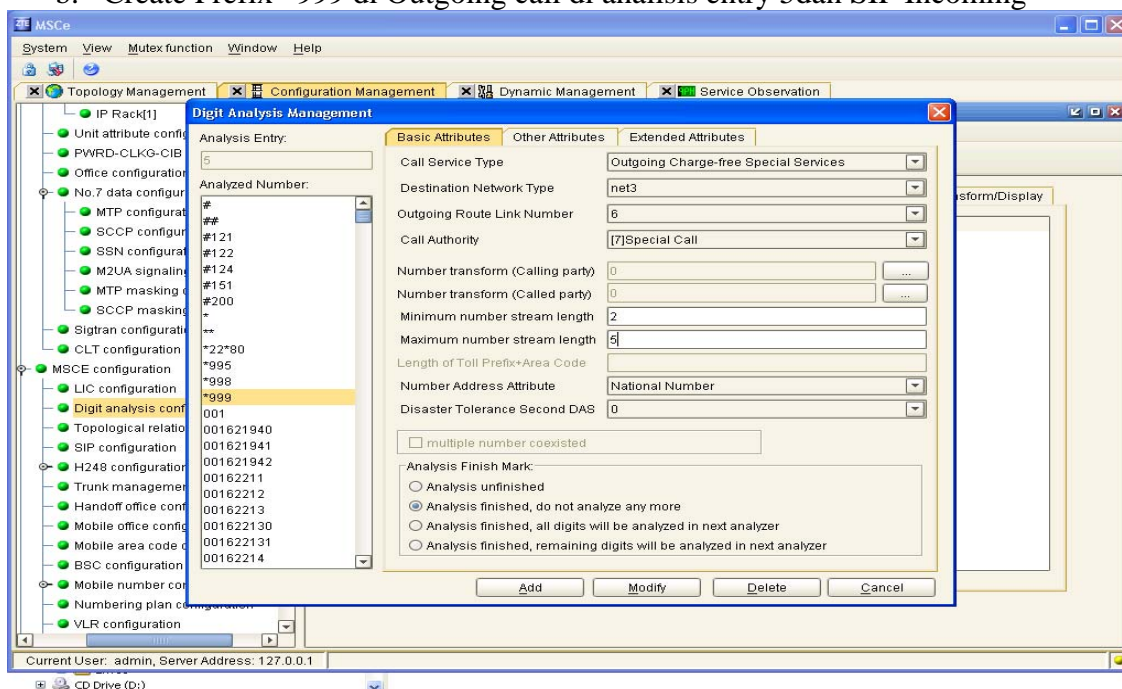 b. Create Prefix *999 di Outgoing call di analisis entry 5dan SIP Incoming
MSCe
System View Mutex function Window Help
Topology Management Configuration Management Dynamic Management Service Observation
IP Rack[1]
Unit attribute config
PWRD-CLKG-CIB
Office configuration
No.7 data configur
MTP configurat
SCCP configur
SSN configurat
M2UA signaling
MTP masking
SCCP masking
Sigtran configurati
CLT configuration
MSCE configuration
LIC configuration
Digit analysis conf
Topological relatio
SIP configuration
H248 configuration
Trunk managemen
Handoff office conf
Mobile office config
Mobile area code
BSC configuration
Mobile number con
Numbering plan configuration
VLR configuration
Digit Analysis Management
Analysis Entry:
5
Analyzed Number:
#
##
#121
#122
#124
#151
#200
*
**
*22*80
*995
*998
*999
001
001621940
001621941
001621942
00162211
00162212
00162213
001622130
001622131
00162214
Basic Attributes Other Attributes Extended Attributes
Call Service Type Outgoing Charge-free Special Services
Destination Network Type net3
Outgoing Route Link Number 6
Call Authority [7]Special Call
Number transform (Calling party) 0 ...
Number transform (Called party) 0 ...
Minimum number stream length 2
Maximum number stream length 5
Length of Toll Prefix+Area Code
Number Address Attribute National Number
Disaster Tolerance Second DAS 0
multiple number coexisted
Analysis Finish Mark:
Analysis unfinished
Analysis finished, do not analyze any more
Analysis finished, all digits will be analyzed in next analyzer
Analysis finished, remaining digits will be analyzed in next analyzer
Add Modify Delete Cancel
nsform/Display
Current User: admin, Server Address: 127.0.0.1
CD Drive (D:)